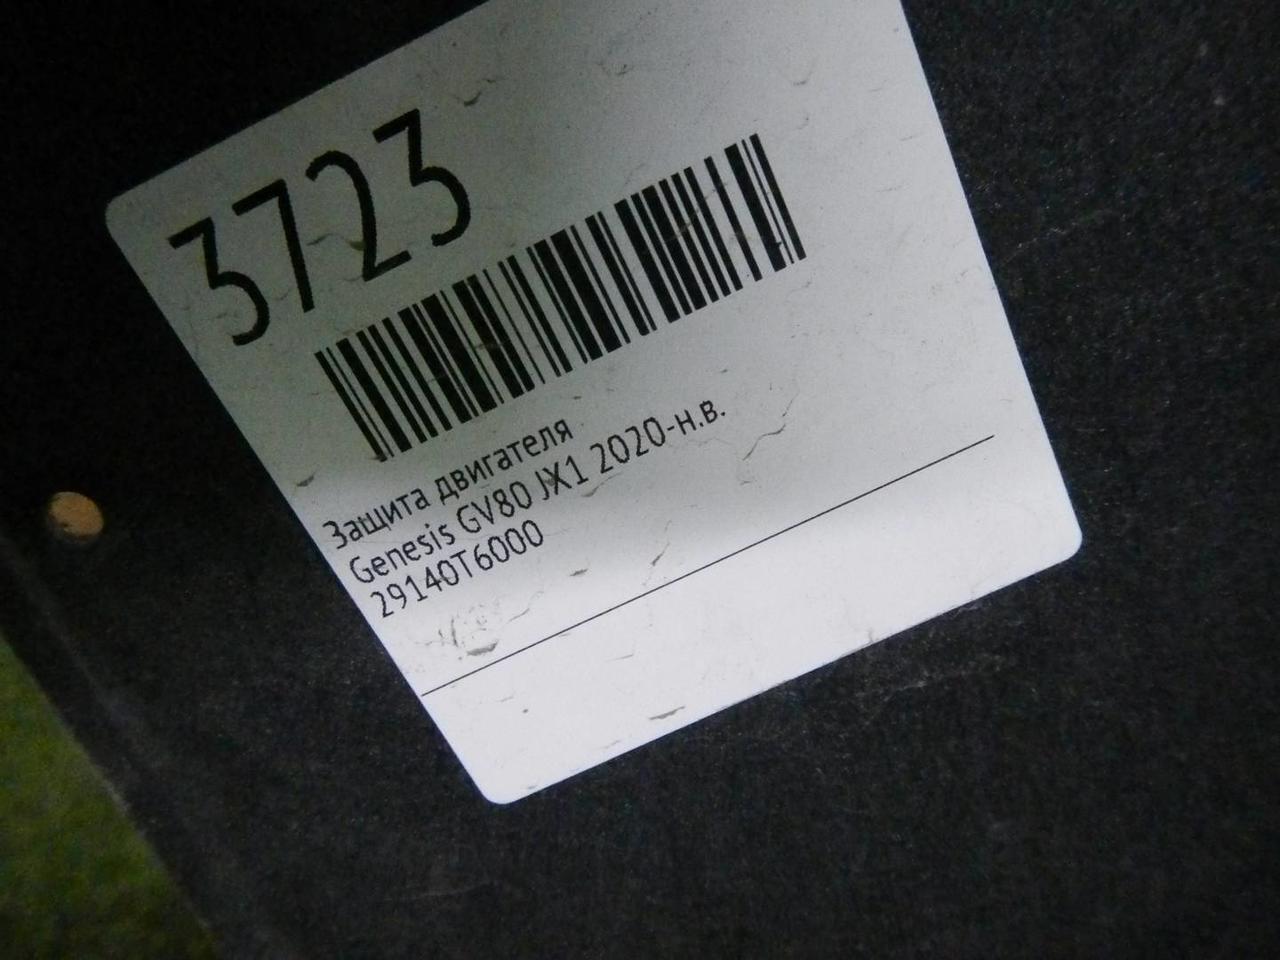 3723
Защита двигателя
Genesis GV80 JX1 2020-н.в.
29140T6000